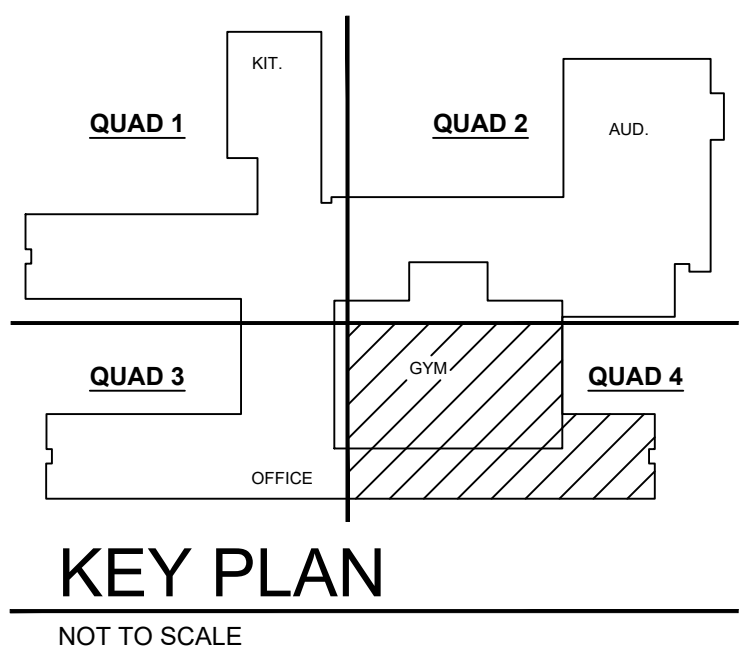 KIT.
QUAD 1
QUAD 2
AUD.
GYM
QUAD 3
QUAD 4
OFFICE
KEY PLAN
NOT TO SCALE